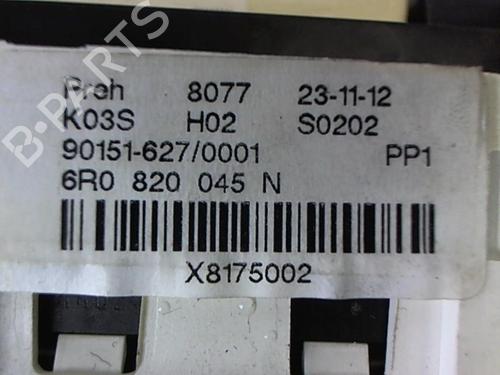 Preh 8077 23-11-12
K03S H02 S0202
90151-627/0001 PP1
6R0 820 045 N
X8175002
B-PARTS